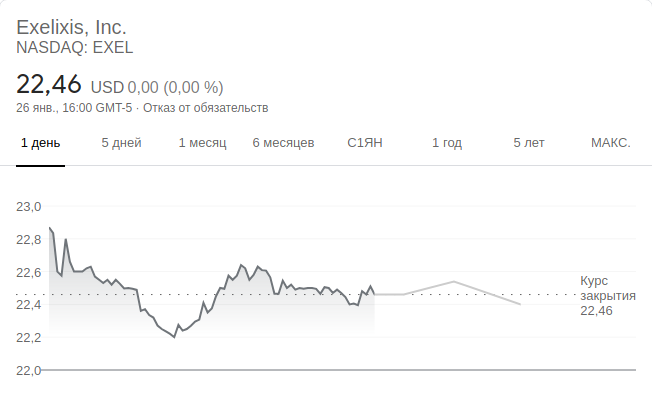 Exelixis, Inc.
NASDAQ: EXEL
22,46 USD 0,00 (0,00 %)
26 янв., 16:00 GMT-5 · Отказ от обязательств
1 день 5 дней 1 месяц 6 месяцев С1ЯН 1 год 5 лет МАКС.
23,0
22,8
22,6
22,4
22,2
22,0
Курс
закрытия
22,46